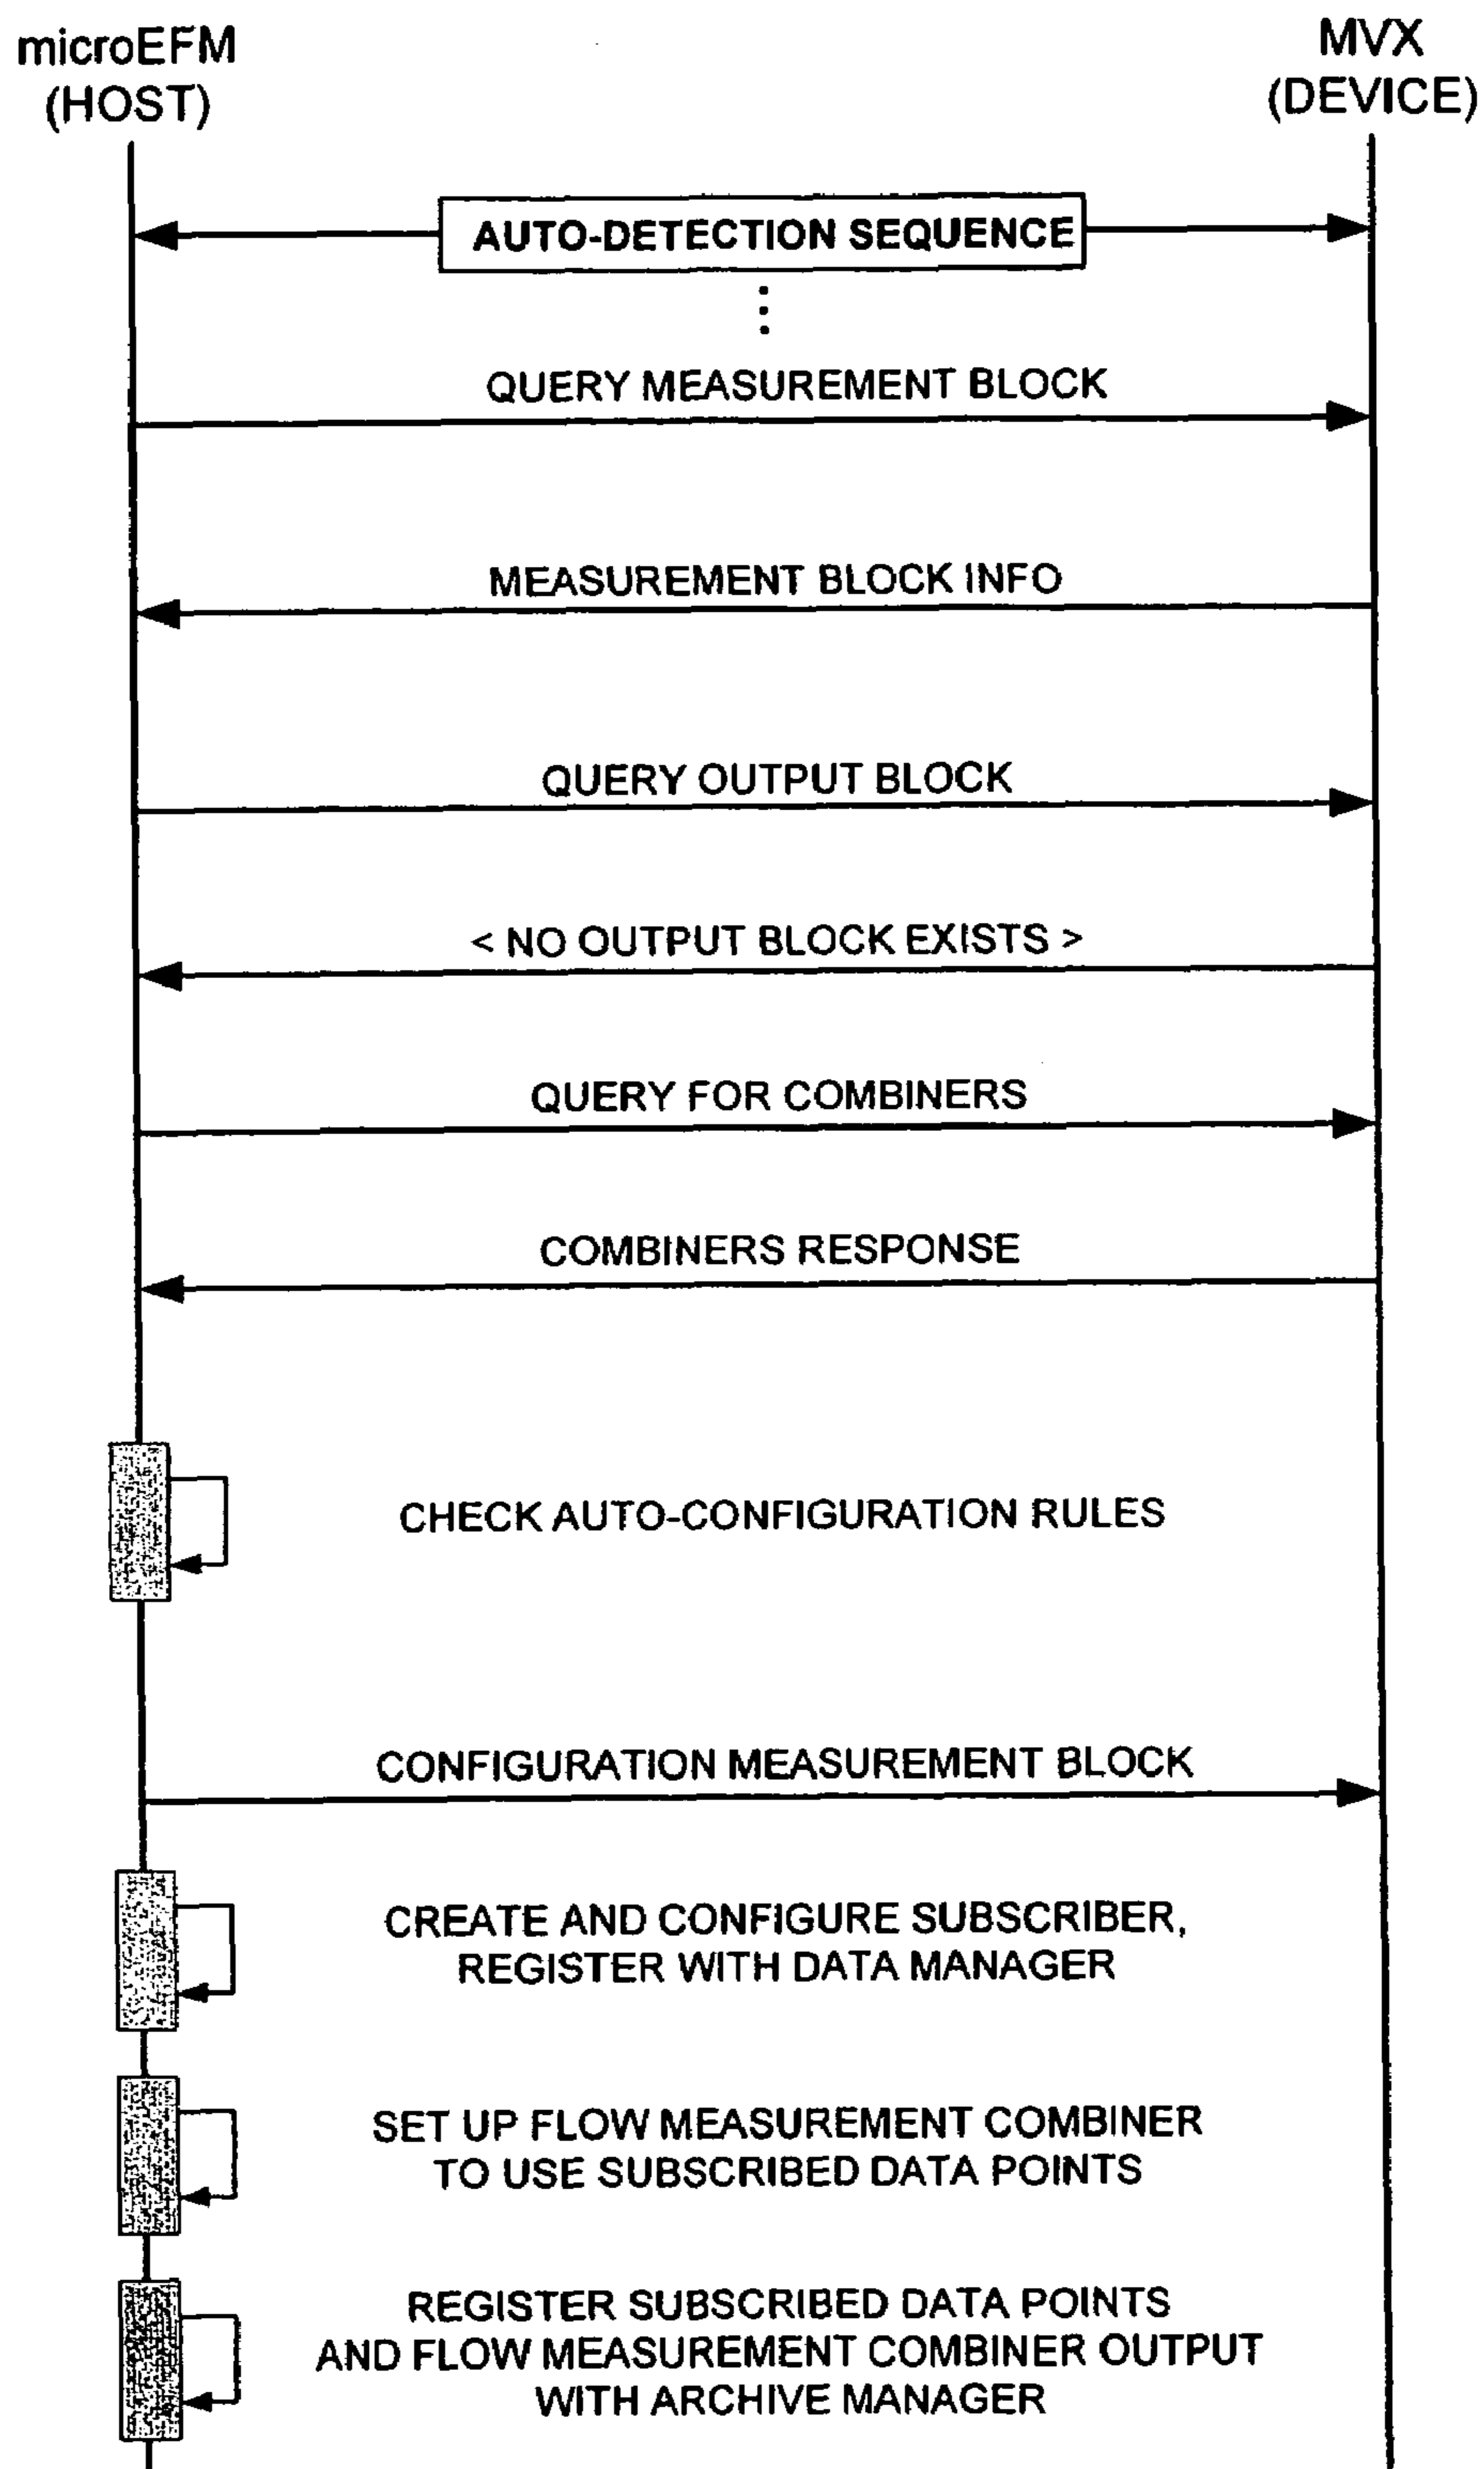 microEFM
(HOST)
MVX
(DEVICE)
AUTO-DETECTION SEQUENCE
QUERY MEASUREMENT BLOCK
MEASUREMENT BLOCK INFO
QUERY OUTPUT BLOCK
< NO OUTPUT BLOCK EXISTS >
QUERY FOR COMBINERS
COMBINERS RESPONSE
CHECK AUTO-CONFIGURATION RULES
CONFIGURATION MEASUREMENT BLOCK
CREATE AND CONFIGURE SUBSCRIBER,
REGISTER WITH DATA MANAGER
SET UP FLOW MEASUREMENT COMBINER
TO USE SUBSCRIBED DATA POINTS
REGISTER SUBSCRIBED DATA POINTS
AND FLOW MEASUREMENT COMBINER OUTPUT
WITH ARCHIVE MANAGER